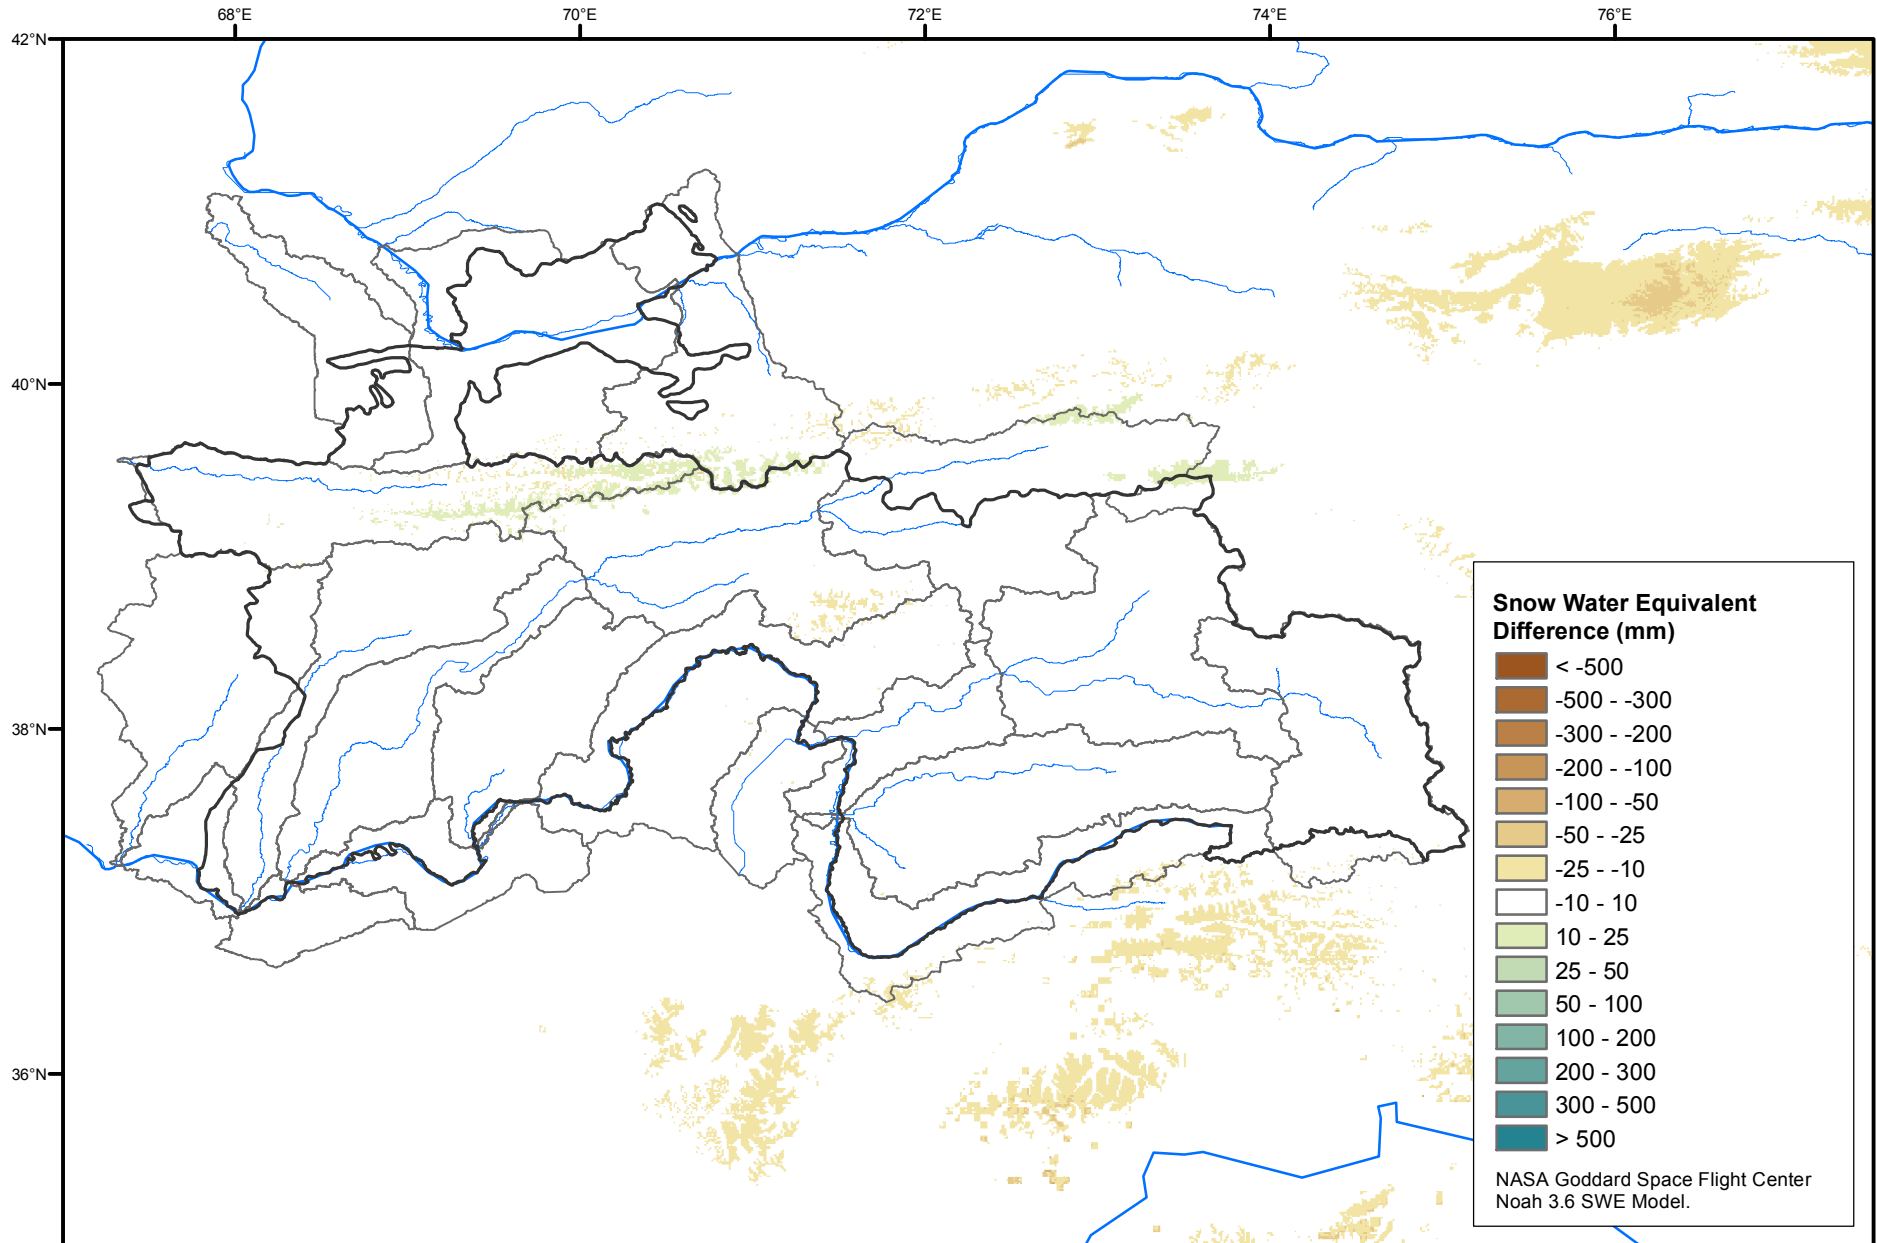 68°E
70°E
72°E
74°E
76°E
42°N
40°N
38°N
36°N
Snow Water Equivalent
Difference (mm)
< -500
-500 - -300
-300 - -200
-200 - -100
-100 - -50
-50 - -25
-25 - -10
-10 - 10
10 - 25
25 - 50
50 - 100
100 - 200
200 - 300
300 - 500
> 500
NASA Goddard Space Flight Center
Noah 3.6 SWE Model.